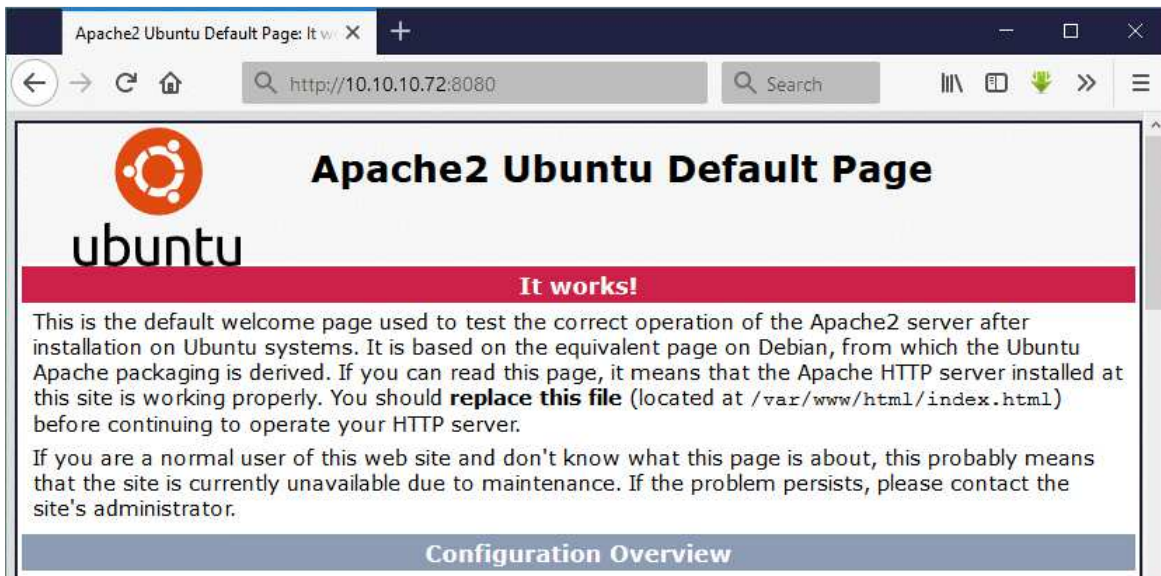 Apache2 Ubuntu Default Page: It w
http://10.10.10.72:8080
Search
ubuntu
Apache2 Ubuntu Default Page
It works!
This is the default welcome page used to test the correct operation of the Apache2 server after
installation on Ubuntu systems. It is based on the equivalent page on Debian, from which the Ubuntu
Apache packaging is derived. If you can read this page, it means that the Apache HTTP server installed at
this site is working properly. You should replace this file (located at /var/www/html/index.html)
before continuing to operate your HTTP server.
If you are a normal user of this web site and don't know what this page is about, this probably means
that the site is currently unavailable due to maintenance. If the problem persists, please contact the
site's administrator.
Configuration Overview